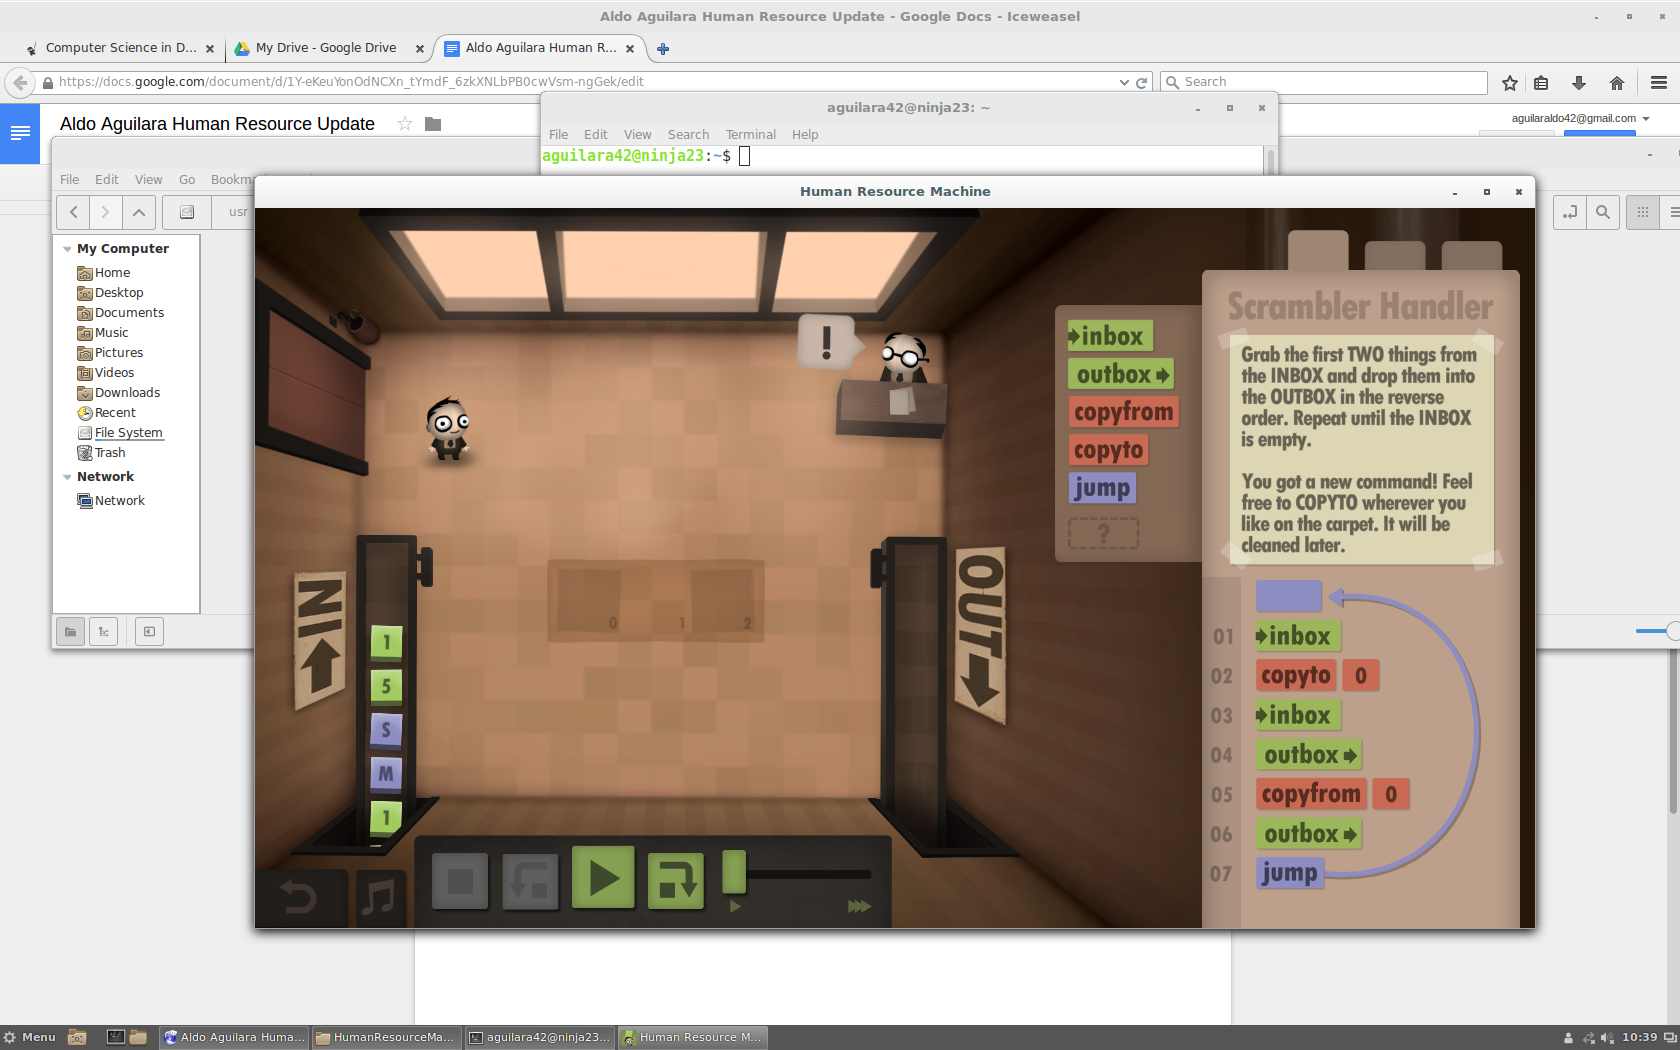 Aldo Aguilara Human Resource Update - Google Docs - Iceweasel
Computer Science in D...
My Drive - Google Drive
Aldo Aguilara Human R...
https://docs.google.com/document/d/1Y-eKeuYonOdNCXn_tYmdF_6zkXNLbPB0cwVsm-ngGek/edit
Search
Aldo Aguilara Human Resource Update
aguilaraldo42@gmail.com
aguilara42@ninja23: ~
File Edit View Search Terminal Help
aguilara42@ninja23:~$
File Edit View Go Bookm
usr
My Computer
Home
Desktop
Documents
Music
Pictures
Videos
Downloads
Recent
File System
Trash
Network
Network
Human Resource Machine
!
IN
OUT
0 1 2
1
5
S
M
1
inbox
outbox
copyfrom
copyto
jump
?
Scrambler Handler
Grab the first TWO things from
the INBOX and drop them into
the OUTBOX in the reverse
order. Repeat until the INBOX
is empty.
You got a new command! Feel
free to COPYTO wherever you
like on the carpet. It will be
cleaned later.
01 inbox
02 copyto 0
03 inbox
04 outbox
05 copyfrom 0
06 outbox
07 jump
Menu
Aldo Aguilara Huma...
HumanResourceMa...
aguilara42@ninja23...
Human Resource M...
10:39